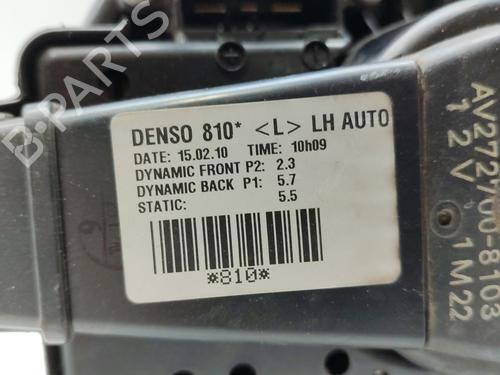 DENSO 810* <L> LH AUTO
DATE: 15.02.10 TIME: 10h09
DYNAMIC FRONT P2: 2.3
DYNAMIC BACK P1: 5.7
STATIC: 5.5
*810*
AV272700-8103
12V 1M22
B-PARTS